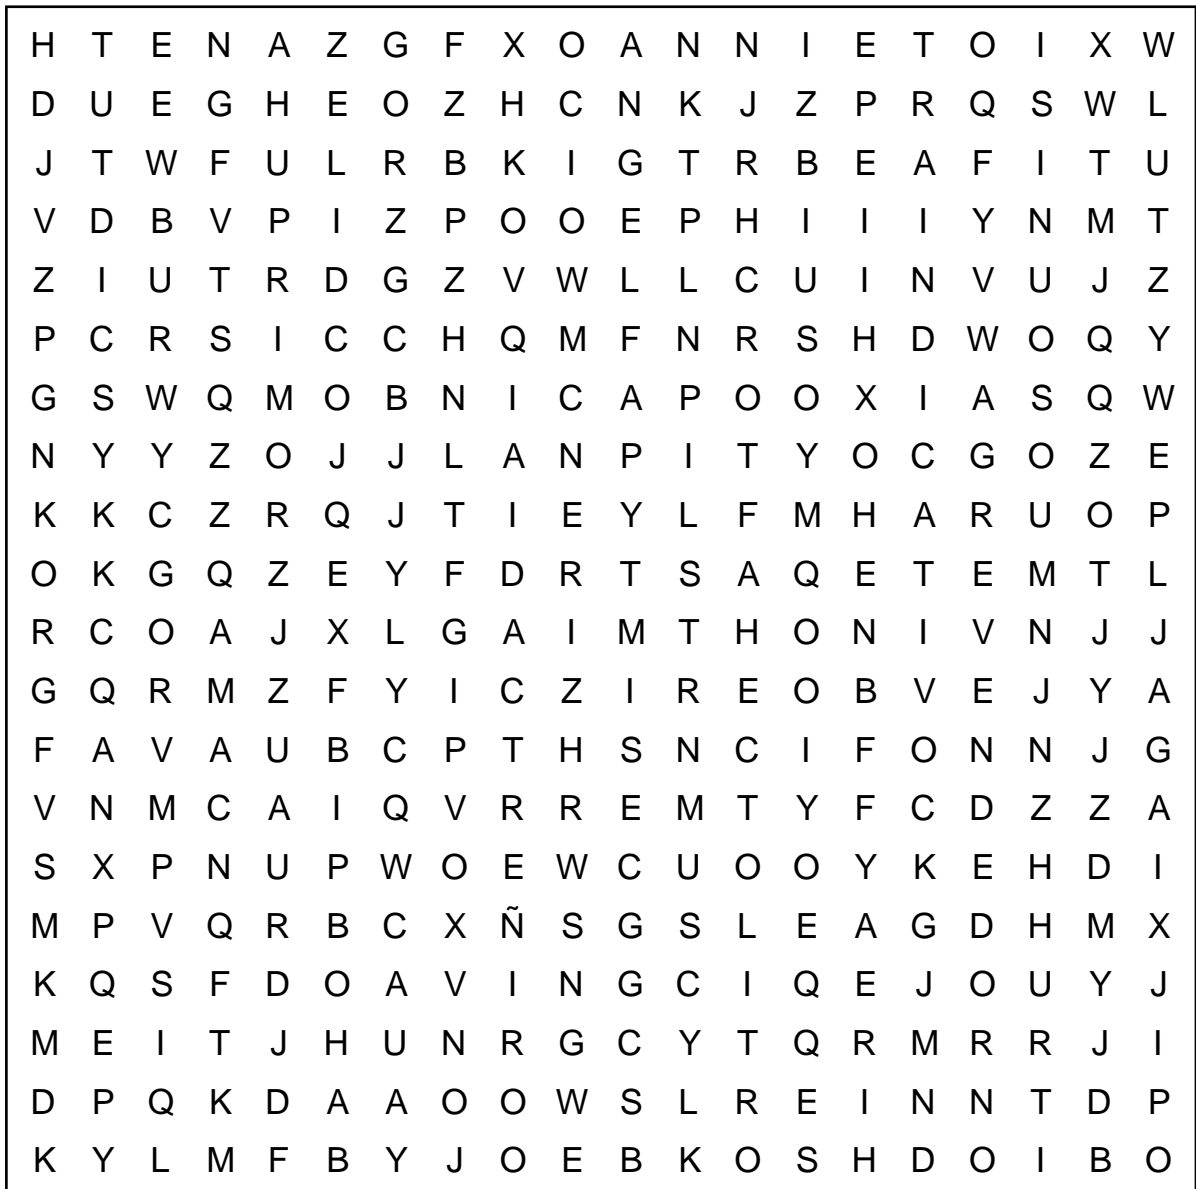 H T E N A Z G F X O A N N I E T O I X W
D U E G H E O Z H C N K J Z P R Q S W L
J T W F U L R B K I G T R B E A F I T U
V D B V P I Z P O O E P H I I I Y N M T
Z I U T R D G Z V W L L C U I N V U J Z
P C R S I C C H Q M F N R S H D W O Q Y
G S W Q M O B N I C A P O O X I A S Q W
N Y Y Z O J J L A N P I T Y O C G O Z E
K K C Z R Q J T I E Y L F M H A R U O P
O K G Q Z E Y F D R T S A Q E T E M T L
R C O A J X L G A I M T H O N I V N J J
G Q R M Z F Y I C Z I R E O B V E J Y A
F A V A U B C P T H S N C I F O N N J G
V N M C A I Q V R R E M T Y F C D Z Z A
S X P N U P W O E W C U O O Y K E H D I
M P V Q R B C X Ñ S G S L E A G D H M X
K Q S F D O A V I N G C I Q E J O U Y J
M E I T J H U N R G C Y T Q R M R R J I
D P Q K D A A O O W S L R E I N N T D P
K Y L M F B Y J O E B K O S H D O I B O